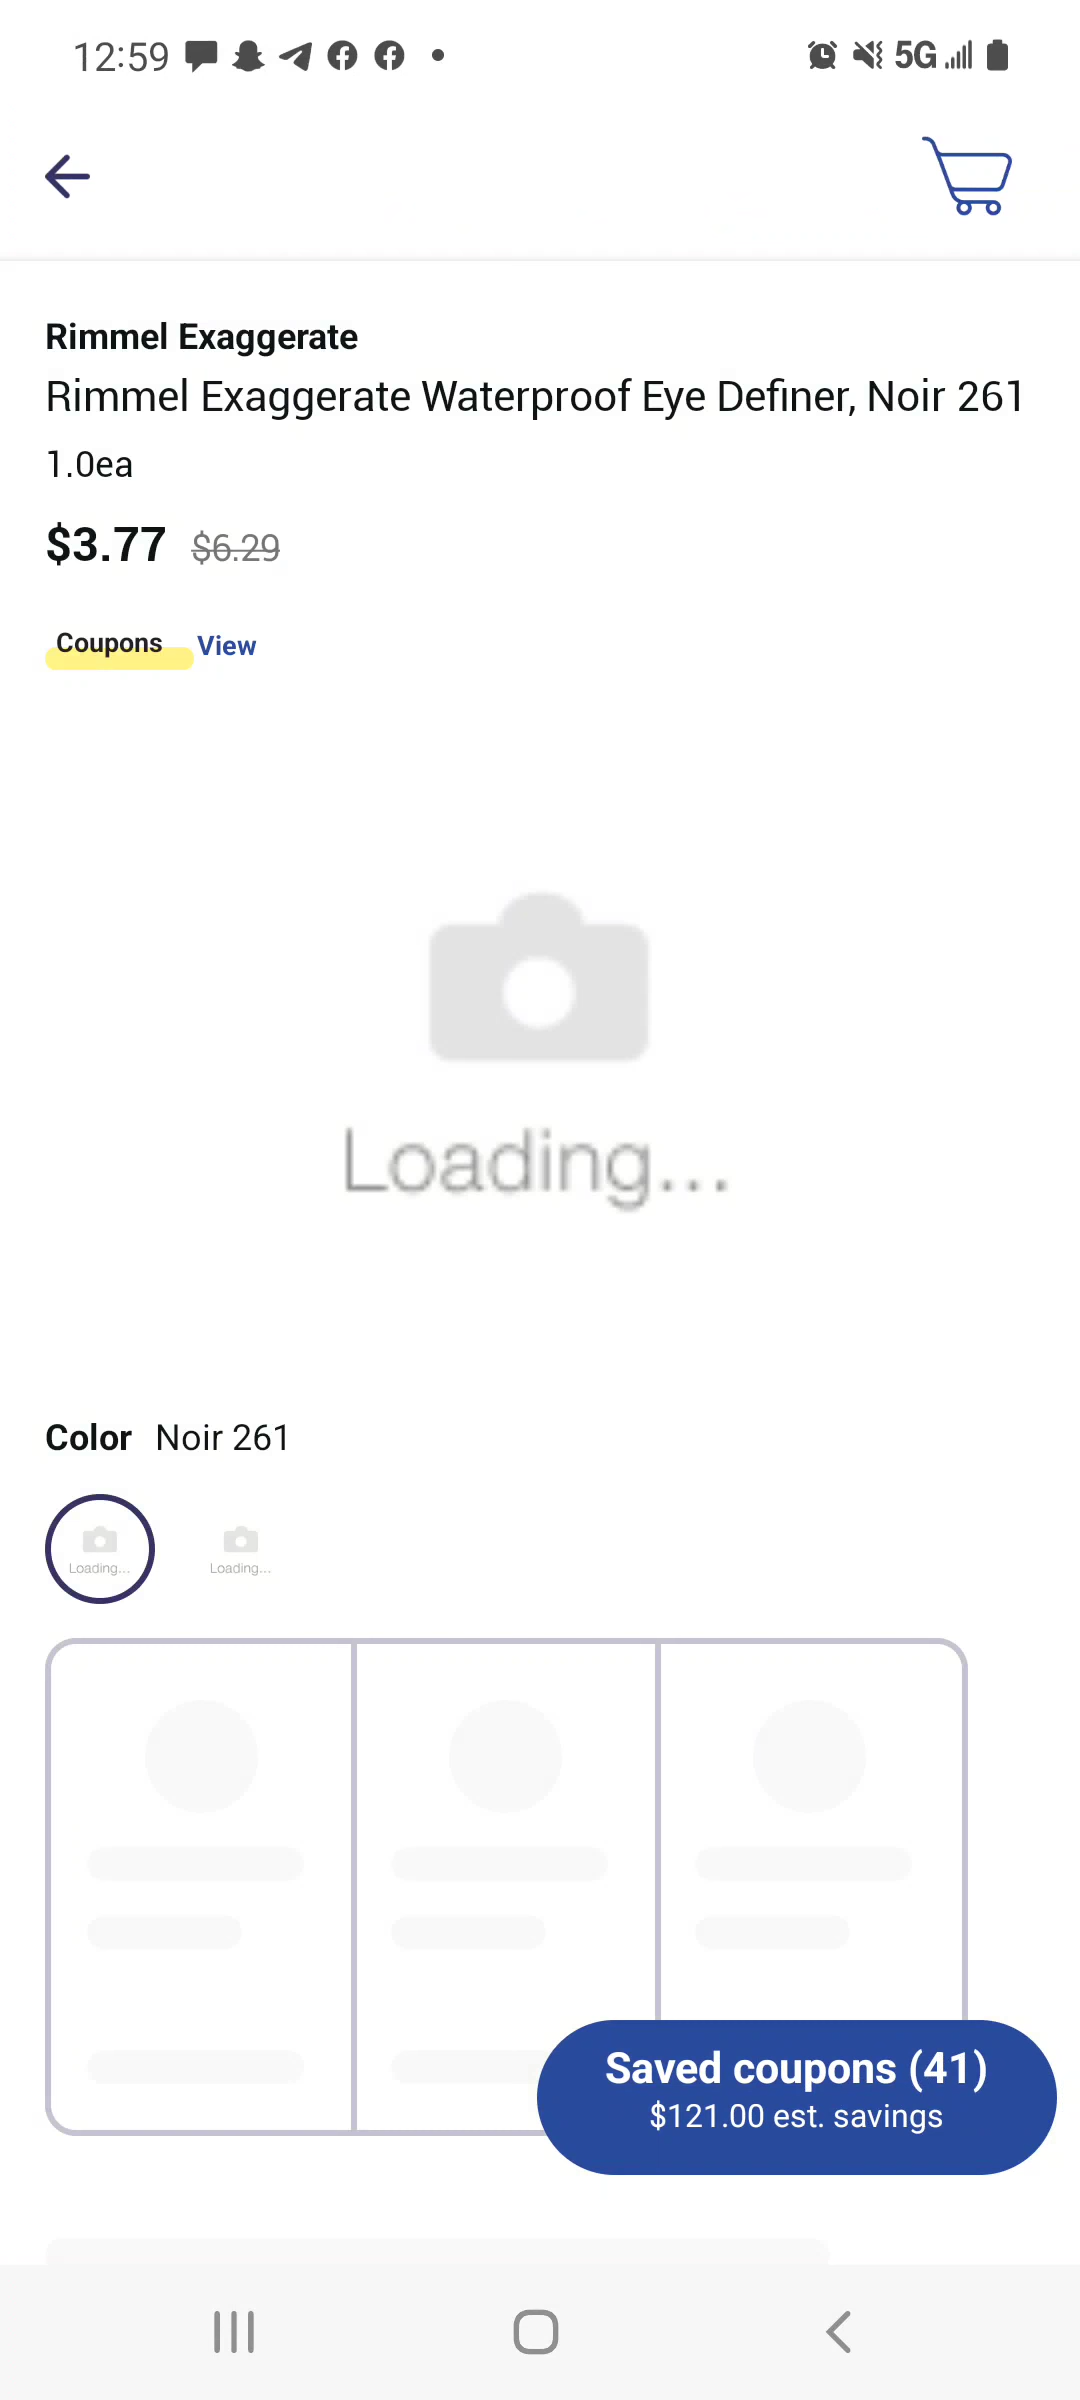 12:59
5G
Rimmel Exaggerate
Rimmel Exaggerate Waterproof Eye Definer, Noir 261
1.0ea
$3.77 $6.29
Coupons View
Loading...
Color Noir 261
Loading... Loading...
Saved coupons (41)
$121.00 est. savings